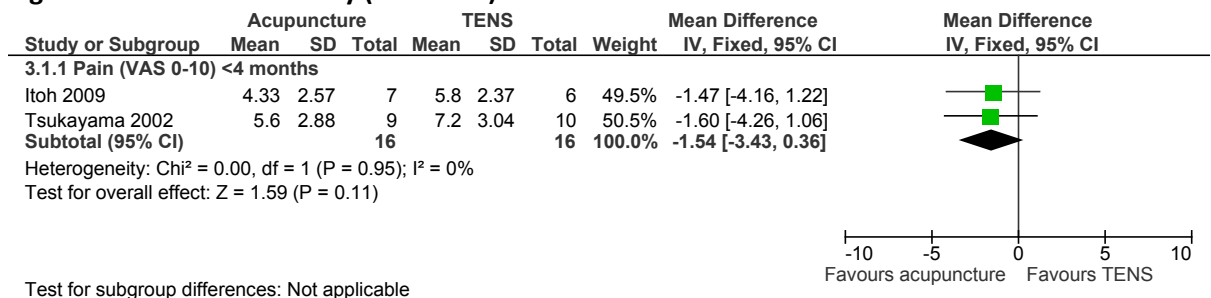 Acupuncture TENS Mean Difference Mean Difference
Study or Subgroup Mean SD Total Mean SD Total Weight IV, Fixed, 95% CI IV, Fixed, 95% CI
3.1.1 Pain (VAS 0-10) <4 months
Itoh 2009 4.33 2.57 7 5.8 2.37 6 49.5% -1.47 [-4.16, 1.22]
Tsukayama 2002 5.6 2.88 9 7.2 3.04 10 50.5% -1.60 [-4.26, 1.06]
Subtotal (95% CI) 16 16 100.0% -1.54 [-3.43, 0.36]
Heterogeneity: Chi² = 0.00, df = 1 (P = 0.95); I² = 0%
Test for overall effect: Z = 1.59 (P = 0.11)
-10 -5 0 5 10
Favours acupuncture Favours TENS
Test for subgroup differences: Not applicable